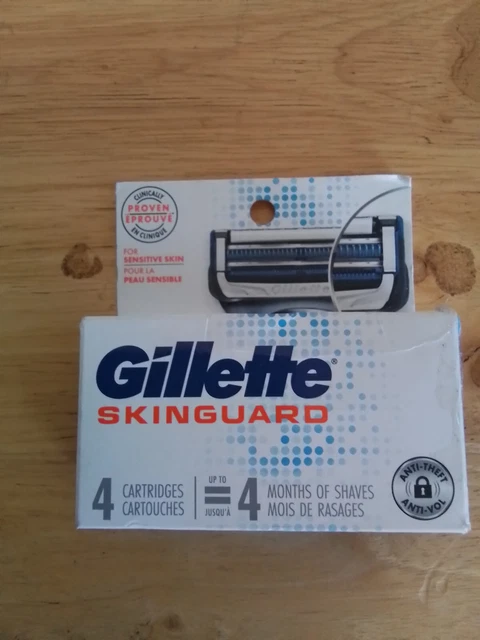 CLINICALLY
PROVEN
ÉPROUVÉ
EN CLINIQUE
FOR
SENSITIVE SKIN
POUR LA
PEAU SENSIBLE
Gillette
Gillette®
SKINGUARD
4 CARTRIDGES
CARTOUCHES
UP TO
=
JUSQU'À
4 MONTHS OF SHAVES
MOIS DE RASAGES
ANTI-THEFT
ANTI-VOL